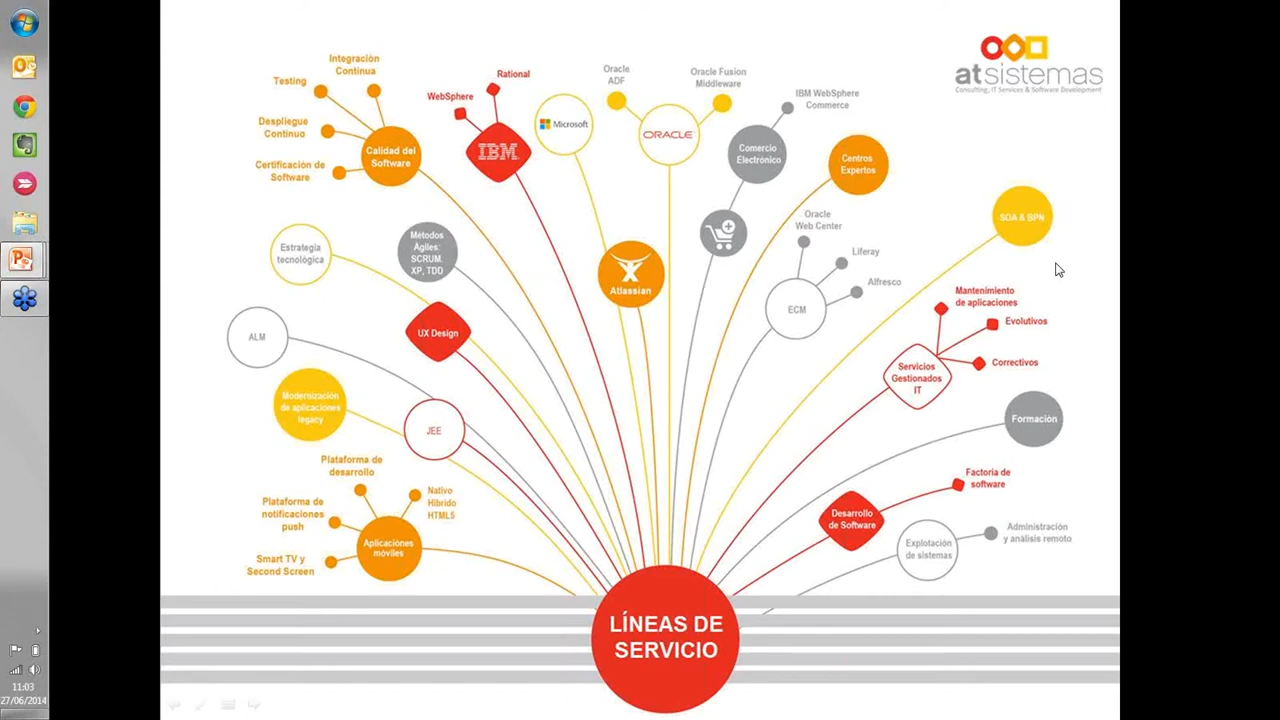 atsistemas
Consulting, IT Services & Software Development
Integración
Continua
Testing
Despliegue
Continuo
Certificación de
Software
Calidad del
Software
WebSphere
Rational
IBM
Microsoft
Oracle
ADF
Oracle Fusion
Middleware
ORACLE
IBM WebSphere
Commerce
Comercio
Electrónico
Centros
Expertos
SOA & BPN
Estrategia
tecnológica
Métodos
Ágiles:
SCRUM.
XP, TDD
Atlassian
Oracle
Web Center
Liferay
Alfresco
ECM
ALM
UX Design
Mantenimiento
de aplicaciones
Evolutivos
Correctivos
Servicios
Gestionados
IT
Modernización
de aplicaciones
legacy
JEE
Formación
Plataforma de
desarrollo
Nativo
Híbrido
HTML5
Plataforma de
notificaciones
push
Smart TV y
Second Screen
Aplicaciones
móviles
Factoría de
software
Desarrollo
de Software
Explotación
de sistemas
Administración
y análisis remoto
LÍNEAS DE
SERVICIO
11:03
27/06/2014